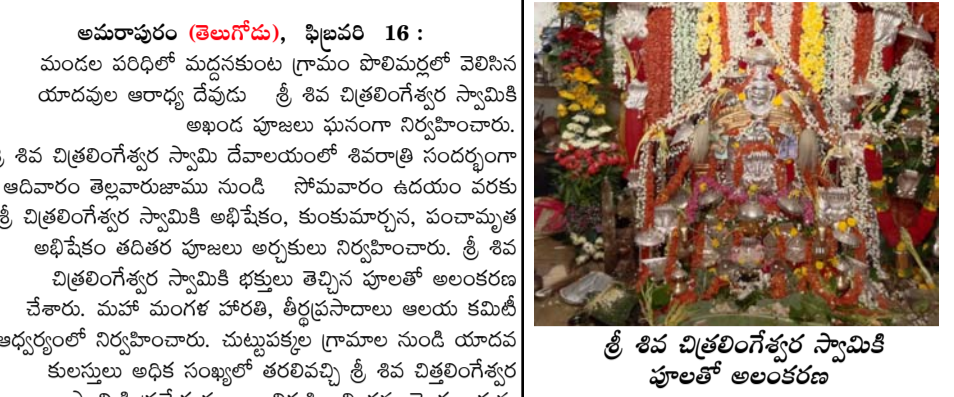 అమరాపురం (తెలుగోడు), ఫిబ్రవరి 16 :
మండల పరిధిలో మద్దనకుంట గ్రామం పొలిమర్లలో వెలిసిన
యాదవుల ఆరాధ్య దేవుడు శ్రీ శివ చిత్రలింగేశ్వర స్వామికి
అఖండ పూజలు ఘనంగా నిర్వహించారు.
శ్రీ శివ చిత్రలింగేశ్వర స్వామి దేవాలయంలో శివరాత్రి సందర్భంగా
ఆదివారం తెల్లవారుజాము నుండి సోమవారం ఉదయం వరకు
శ్రీ చిత్రలింగేశ్వర స్వామికి అభిషేకం, కుంకుమార్చన, పంచామృత
అభిషేకం తదితర పూజలు అర్చకులు నిర్వహించారు. శ్రీ శివ
చిత్రలింగేశ్వర స్వామికి భక్తులు తెచ్చిన పూలతో అలంకరణ
చేశారు. మహా మంగళ హారతి, తీర్థప్రసాదాలు ఆలయ కమిటీ
ఆధ్వర్యంలో నిర్వహించారు. చుట్టుపక్కల గ్రామాల నుండి యాదవ
కులస్తులు అధిక సంఖ్యలో తరలివచ్చి శ్రీ శివ చిత్తలింగేశ్వర
శ్రీ శివ చిత్రలింగేశ్వర స్వామికి
పూలతో అలంకరణ